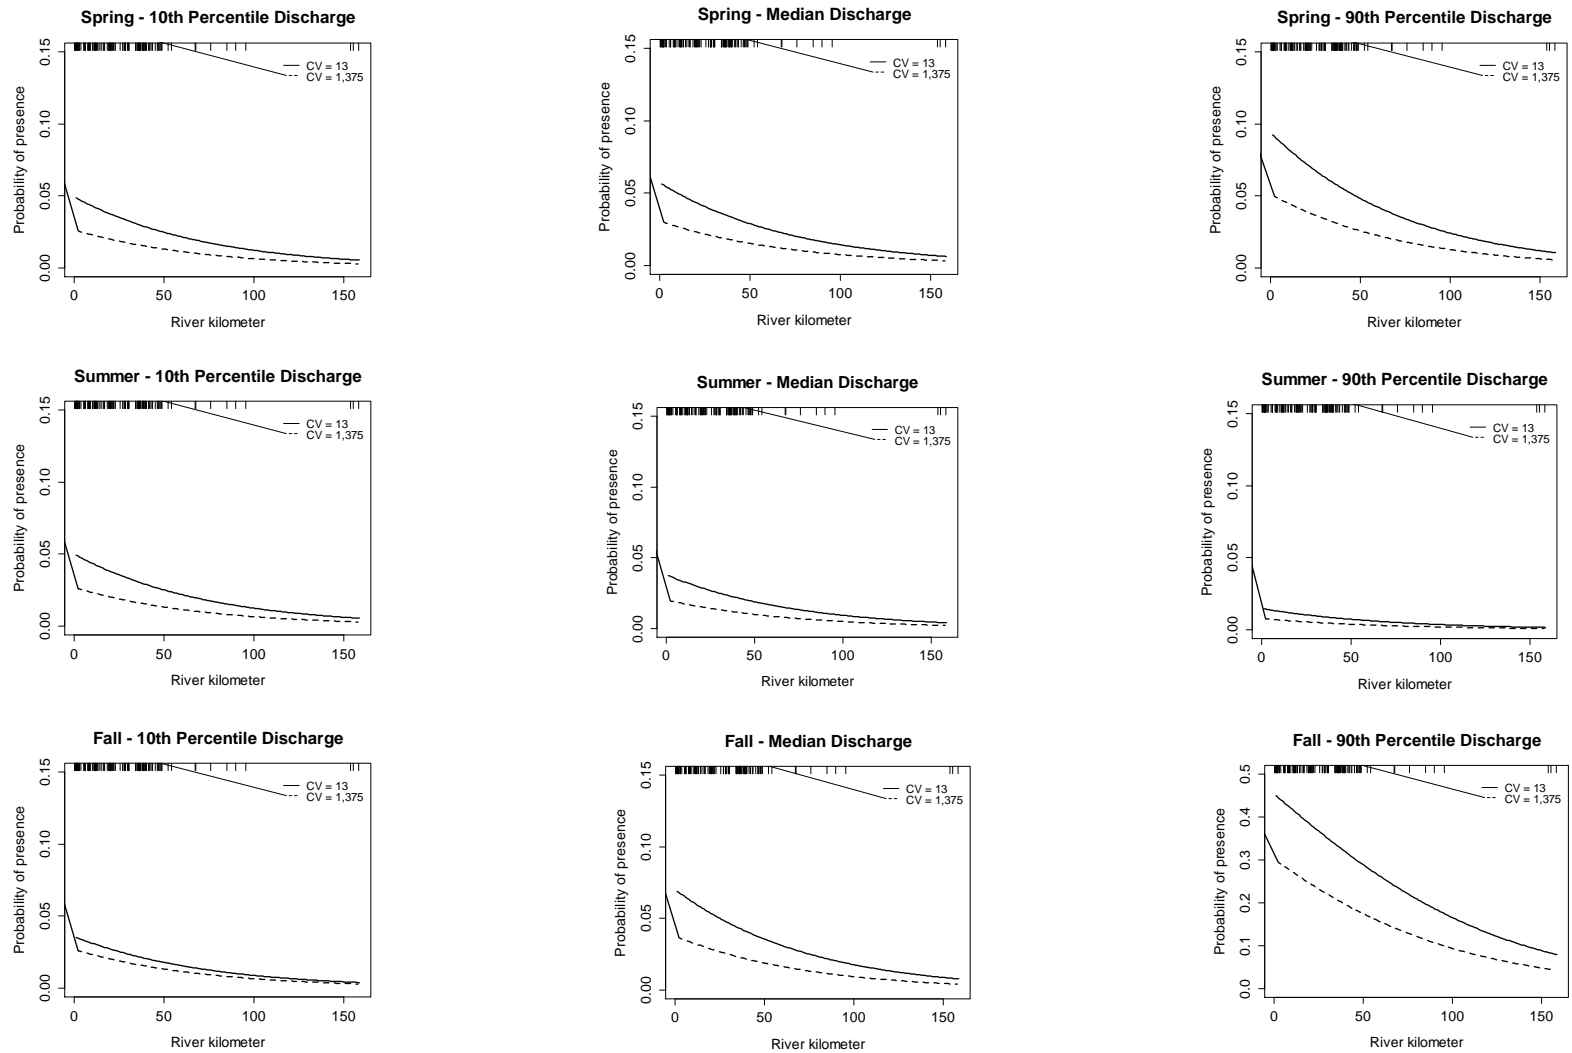 Spring - 10th Percentile Discharge
Probability of presence
0.00 0.05 0.10 0.15
CV = 13
CV = 1,375
0 50 100 150
River kilometer
Spring - Median Discharge
Probability of presence
0.00 0.05 0.10 0.15
CV = 13
CV = 1,375
0 50 100 150
River kilometer
Spring - 90th Percentile Discharge
Probability of presence
0.00 0.05 0.10 0.15
CV = 13
CV = 1,375
0 50 100 150
River kilometer
Summer - 10th Percentile Discharge
Probability of presence
0.00 0.05 0.10 0.15
CV = 13
CV = 1,375
0 50 100 150
River kilometer
Summer - Median Discharge
Probability of presence
0.00 0.05 0.10 0.15
CV = 13
CV = 1,375
0 50 100 150
River kilometer
Summer - 90th Percentile Discharge
Probability of presence
0.00 0.05 0.10 0.15
CV = 13
CV = 1,375
0 50 100 150
River kilometer
Fall - 10th Percentile Discharge
Probability of presence
0.00 0.05 0.10 0.15
CV = 13
CV = 1,375
0 50 100 150
River kilometer
Fall - Median Discharge
Probability of presence
0.00 0.05 0.10 0.15
CV = 13
CV = 1,375
0 50 100 150
River kilometer
Fall - 90th Percentile Discharge
Probability of presence
0.0 0.1 0.2 0.3 0.4 0.5
CV = 13
CV = 1,375
0 50 100 150
River kilometer